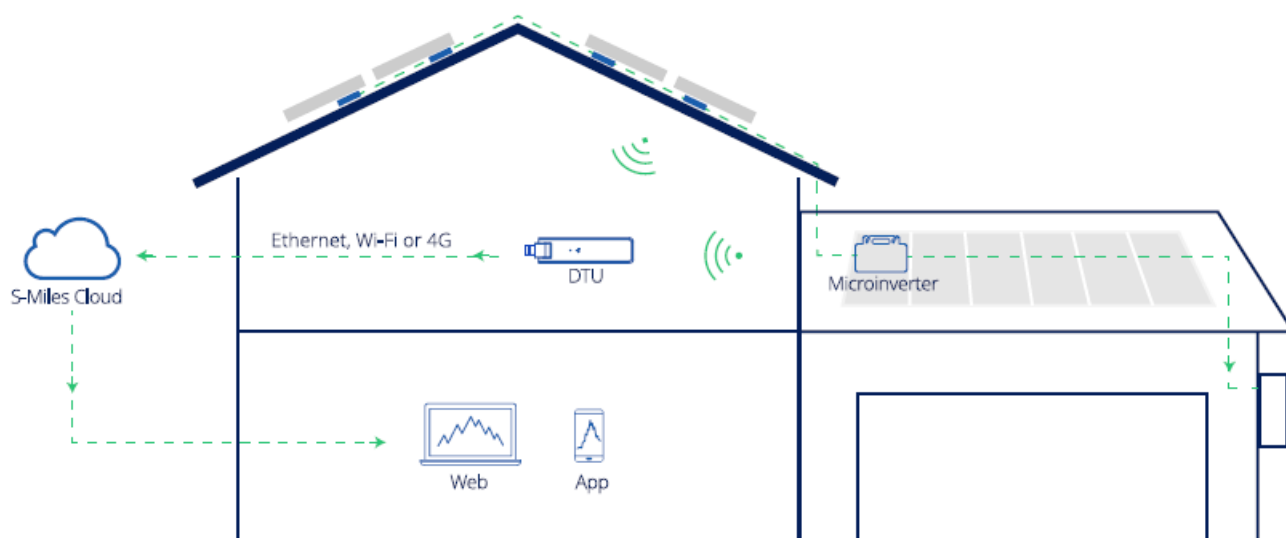 Ethernet, Wi-Fi or 4G
DTU
S-Miles Cloud
Microinverter
Web
App